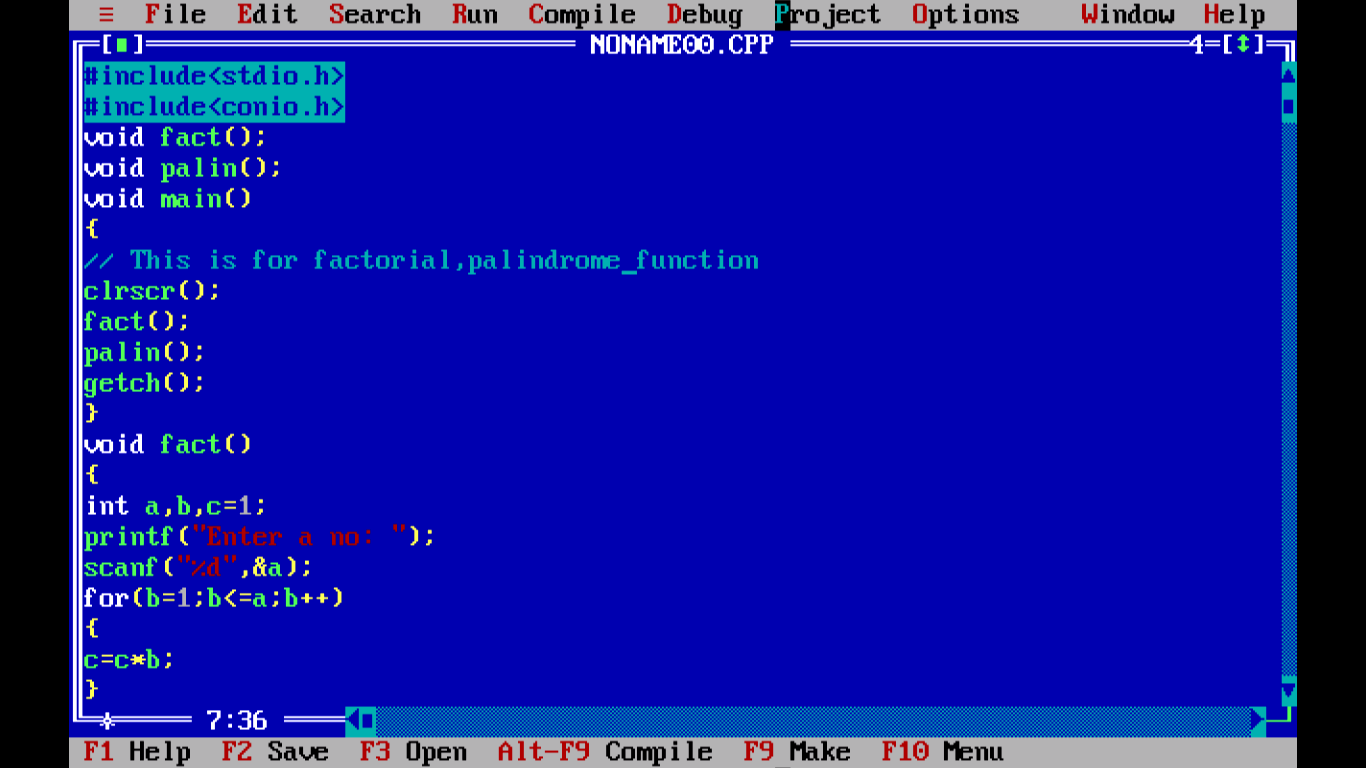 ≡ File Edit Search Run Compile Debug Project Options Window Help
[■] NONAME00.CPP 4=[↕]
#include<stdio.h>
#include<conio.h>
void fact();
void palin();
void main()
{
// This is for factorial,palindrome_function
clrscr();
fact();
palin();
getch();
}
void fact()
{
int a,b,c=1;
printf("Enter a no: ");
scanf("%d",&a);
for(b=1;b<=a;b++)
{
c=c*b;
}
7:36
F1 Help F2 Save F3 Open Alt-F9 Compile F9 Make F10 Menu